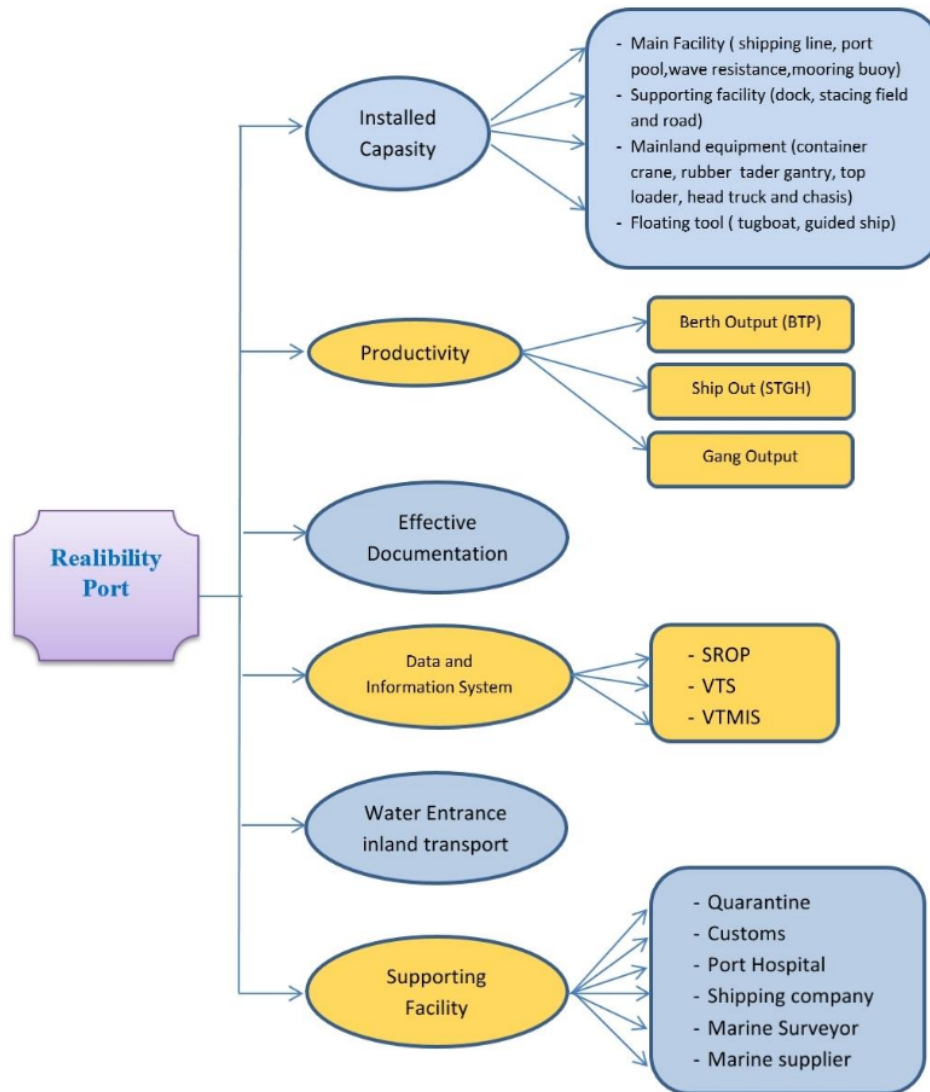 Realibility
Port
Installed
Capasity
- Main Facility ( shipping line, port
pool,wave resistance,mooring buoy)
- Supporting facility (dock, stacing field
and road)
- Mainland equipment (container
crane, rubber tader gantry, top
loader, head truck and chasis)
- Floating tool ( tugboat, guided ship)
Productivity
Berth Output (BTP)
Ship Out (STGH)
Gang Output
Effective
Documentation
Data and
Information System
- SROP
- VTS
- VTMIS
Water Entrance
inland transport
Supporting
Facility
- Quarantine
- Customs
- Port Hospital
- Shipping company
- Marine Surveyor
- Marine supplier